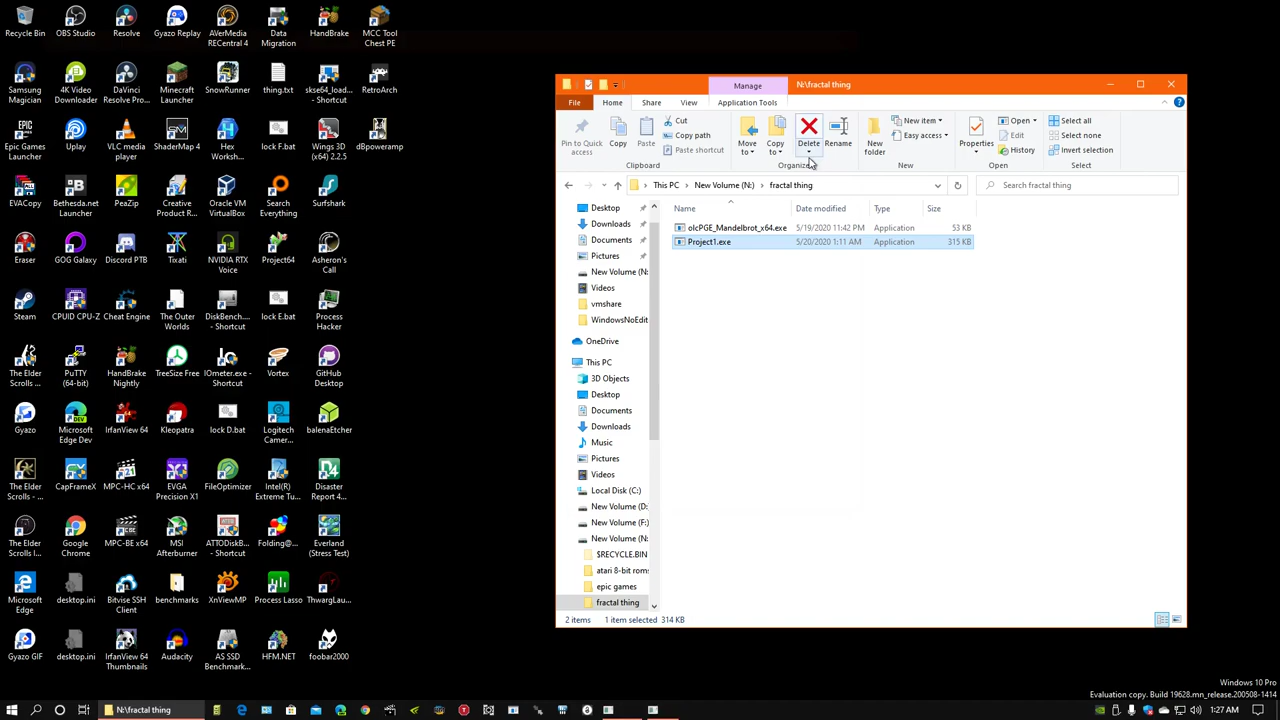 Recycle Bin
OBS Studio
Resolve
Gyazo Replay
AVerMedia
RECentral 4
Data
Migration
HandBrake
MCC Tool
Chest PE
Samsung
Magician
4K Video
Downloader
DaVinci
Resolve Pro...
Minecraft
Launcher
SnowRunner
thing.txt
skse64_load...
- Shortcut
RetroArch
Epic Games
Launcher
Uplay
VLC media
player
ShaderMap 4
Hex
Worksh...
lock F.bat
Wings 3D
(x64) 2.2.5
dBpoweramp
EVACopy
Bethesda.net
Launcher
PeaZip
Creative
Product R...
Oracle VM
VirtualBox
Search
Everything
Surfshark
Eraser
GOG Galaxy
Discord PTB
Tixati
NVIDIA RTX
Voice
Project64
Asheron's
Call
Steam
CPUID CPU-Z
Cheat Engine
The Outer
Worlds
DiskBench....
- Shortcut
lock E.bat
Process
Hacker
The Elder
Scrolls ...
PuTTY
(64-bit)
HandBrake
Nightly
TreeSize Free
IOmeter.exe -
Shortcut
Vortex
GitHub
Desktop
Gyazo
Microsoft
Edge Dev
IrfanView 64
Kleopatra
lock D.bat
Logitech
Camer...
balenaEtcher
The Elder
Scrolls - ...
CapFrameX
MPC-HC x64
EVGA
Precision X1
FileOptimizer
Intel(R)
Extreme Tu...
Disaster
Report 4...
The Elder
Scrolls I...
Google
Chrome
MPC-BE x64
MSI
Afterburner
ATTODiskB...
- Shortcut
Folding@...
Everland
(Stress Test)
Microsoft
Edge
desktop.ini
Bitvise SSH
Client
benchmarks
XnViewMP
Process Lasso
ThwargLau...
Gyazo GIF
desktop.ini
IrfanView 64
Thumbnails
Audacity
AS SSD
Benchmark...
HFM.NET
foobar2000
Manage
N:\fractal thing
File
Home
Share
View
Application Tools
Pin to Quick
access
Copy
Paste
Cut
Copy path
Paste shortcut
Clipboard
Move
to
Copy
to
Delete
Rename
Organize
New
folder
New item
Easy access
New
Properties
Open
Edit
History
Open
Select all
Select none
Invert selection
Select
This PC
New Volume (N:)
fractal thing
Search fractal thing
Name
Date modified
Type
Size
olcPGE_Mandelbrot_x64.exe
5/19/2020 11:42 PM
Application
53 KB
Project1.exe
5/20/2020 1:11 AM
Application
315 KB
Desktop
Downloads
Documents
Pictures
New Volume (N:
Videos
vmshare
WindowsNoEdit
OneDrive
This PC
3D Objects
Desktop
Documents
Downloads
Music
Pictures
Videos
Local Disk (C:)
New Volume (D:
New Volume (F:)
New Volume (N:
$RECYCLE.BIN
atari 8-bit roms
epic games
fractal thing
2 items
1 item selected 314 KB
Windows 10 Pro
Evaluation copy. Build 19628.mn_release.200508-1414
N:\fractal thing
1:27 AM